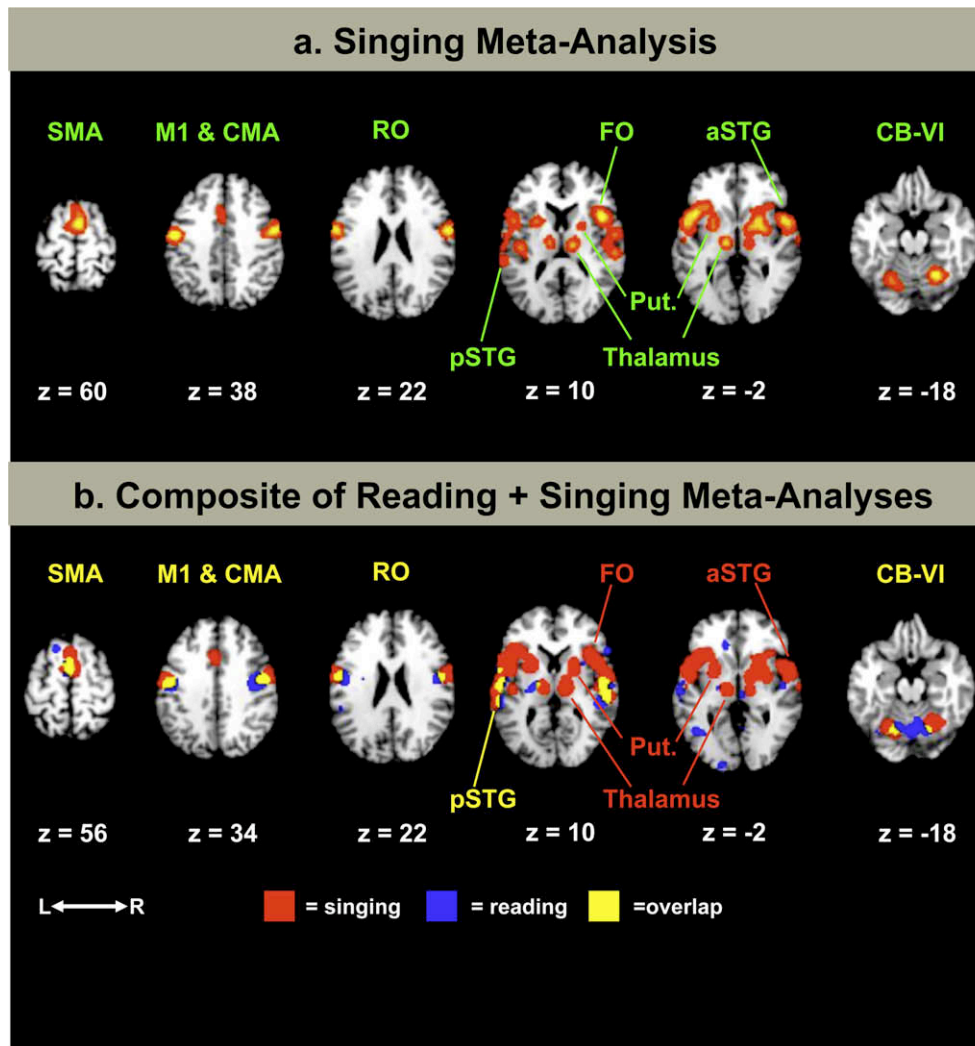 a. Singing Meta-Analysis
SMA M1 & CMA RO FO aSTG CB-VI
Put.
pSTG Thalamus
z = 60 z = 38 z = 22 z = 10 z = -2 z = -18
b. Composite of Reading + Singing Meta-Analyses
SMA M1 & CMA RO FO aSTG CB-VI
Put.
pSTG Thalamus
z = 56 z = 34 z = 22 z = 10 z = -2 z = -18
L R = singing = reading =overlap